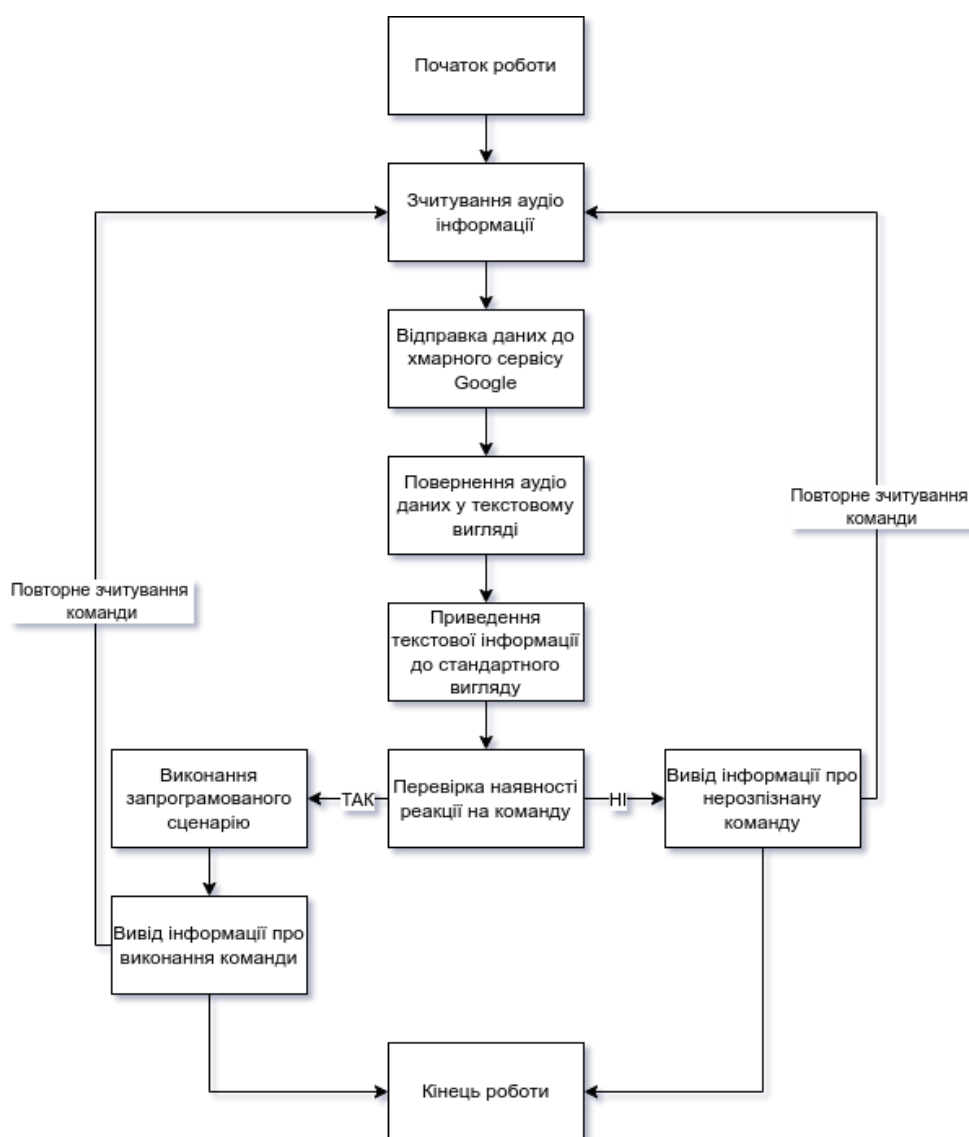 Початок роботи
Зчитування аудіо
інформації
Відправка даних до
хмарного сервісу
Google
Повернення аудіо
даних у текстовому
вигляді
Повторне зчитування
команди
Повторне зчитування
команди
Приведення
текстової інформації
до стандартного
вигляду
Виконання
запрограмованого
сценарію
ТАК
Перевірка наявності
реакції на команду
НІ
Вивід інформації про
нерозпізнану
команду
Вивід інформації про
виконання команди
Кінець роботи